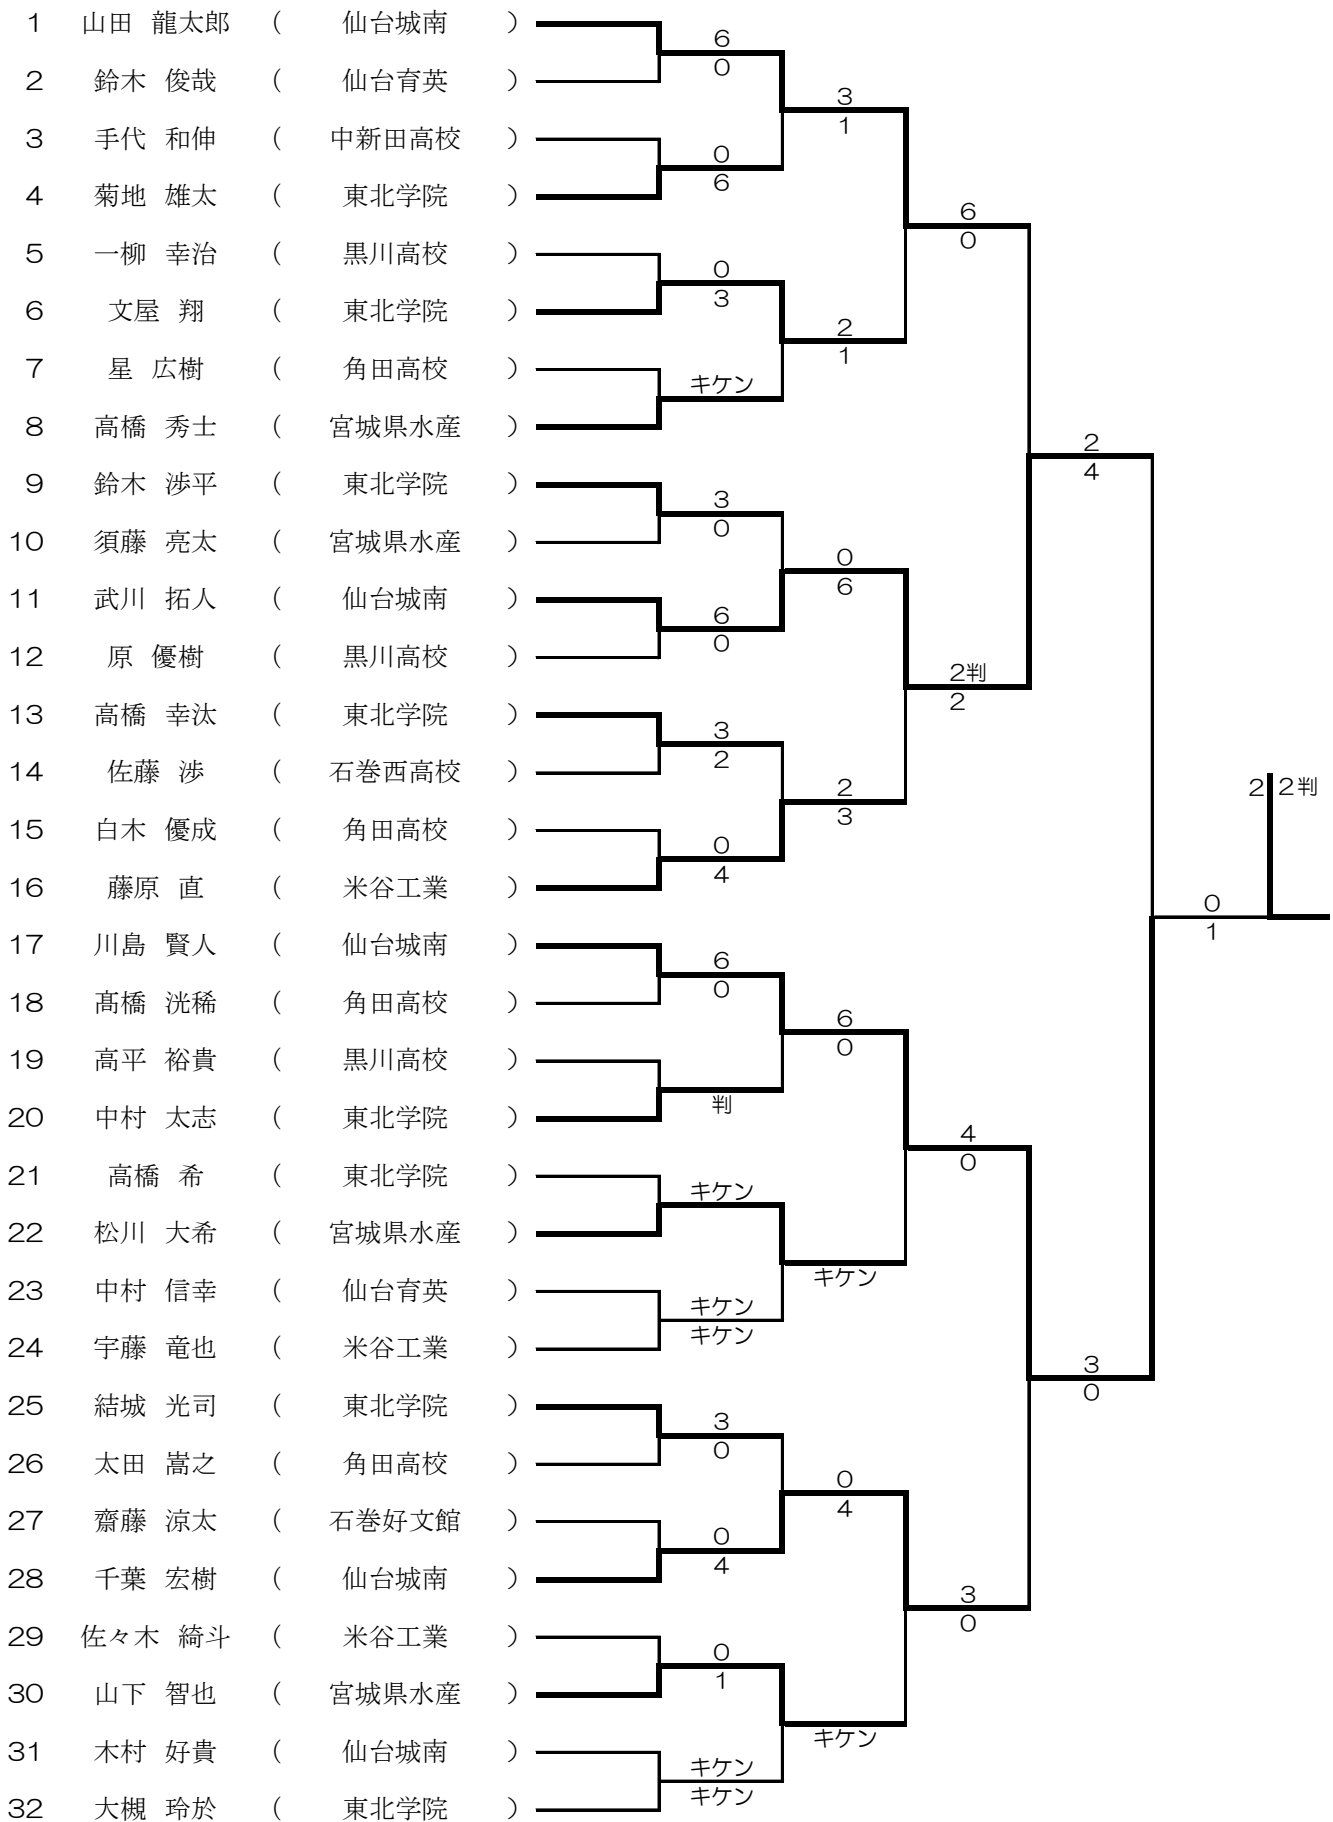 1 山田 龍太郎 ( 仙台城南 )
6
2 鈴木 俊哉 ( 仙台育英 )
0
3
3 手代 和伸 ( 中新田高校 )
1
0
4 菊地 雄太 ( 東北学院 )
6
6
5 一柳 幸治 ( 黒川高校 )
0
0
6 文屋 翔 ( 東北学院 )
3
2
7 星 広樹 ( 角田高校 )
1
キケン
8 高橋 秀士 ( 宮城県水産 )
2
9 鈴木 渉平 ( 東北学院 )
4
3
10 須藤 亮太 ( 宮城県水産 )
0
0
11 武川 拓人 ( 仙台城南 )
6
6
12 原 優樹 ( 黒川高校 )
0
2判
13 高橋 幸汰 ( 東北学院 )
2
3
14 佐藤 渉 ( 石巻西高校 )
2
2
2 2判
15 白木 優成 ( 角田高校 )
3
0
16 藤原 直 ( 米谷工業 )
4
0
17 川島 賢人 ( 仙台城南 )
1
6
18 髙橋 洸稀 ( 角田高校 )
0
6
19 高平 裕貴 ( 黒川高校 )
0
判
20 中村 太志 ( 東北学院 )
4
21 高橋 希 ( 東北学院 )
0
キケン
22 松川 大希 ( 宮城県水産 )
キケン
23 中村 信幸 ( 仙台育英 )
キケン
24 宇藤 竜也 ( 米谷工業 )
キケン
3
25 結城 光司 ( 東北学院 )
0
3
26 太田 嵩之 ( 角田高校 )
0
0
27 齋藤 涼太 ( 石巻好文館 )
4
0
28 千葉 宏樹 ( 仙台城南 )
4
3
29 佐々木 綺斗 ( 米谷工業 )
0
0
30 山下 智也 ( 宮城県水産 )
1
キケン
31 木村 好貴 ( 仙台城南 )
キケン
32 大槻 玲於 ( 東北学院 )
キケン